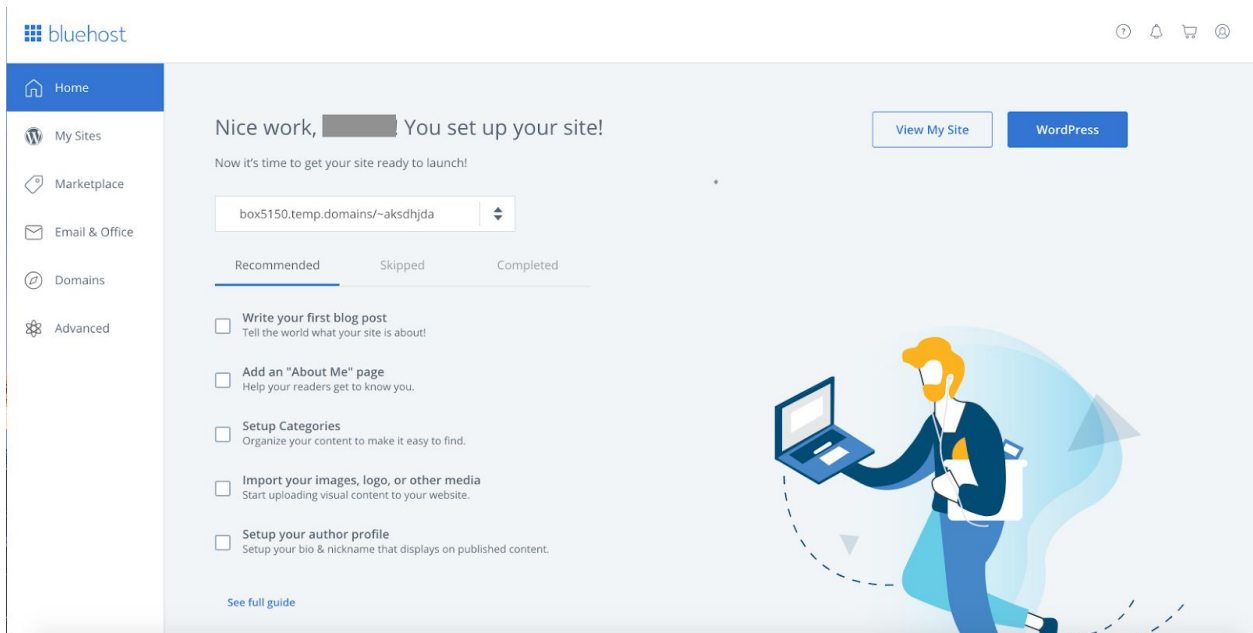 bluehost
Home
My Sites
Marketplace
Email & Office
Domains
Advanced
Nice work, ! You set up your site!
Now it's time to get your site ready to launch!
View My Site
WordPress
box5150.temp.domains/~aksdhjda
Recommended Skipped Completed
Write your first blog post
Tell the world what your site is about!
Add an "About Me" page
Help your readers get to know you.
Setup Categories
Organize your content to make it easy to find.
Import your images, logo, or other media
Start uploading visual content to your website.
Setup your author profile
Setup your bio & nickname that displays on published content.
See full guide